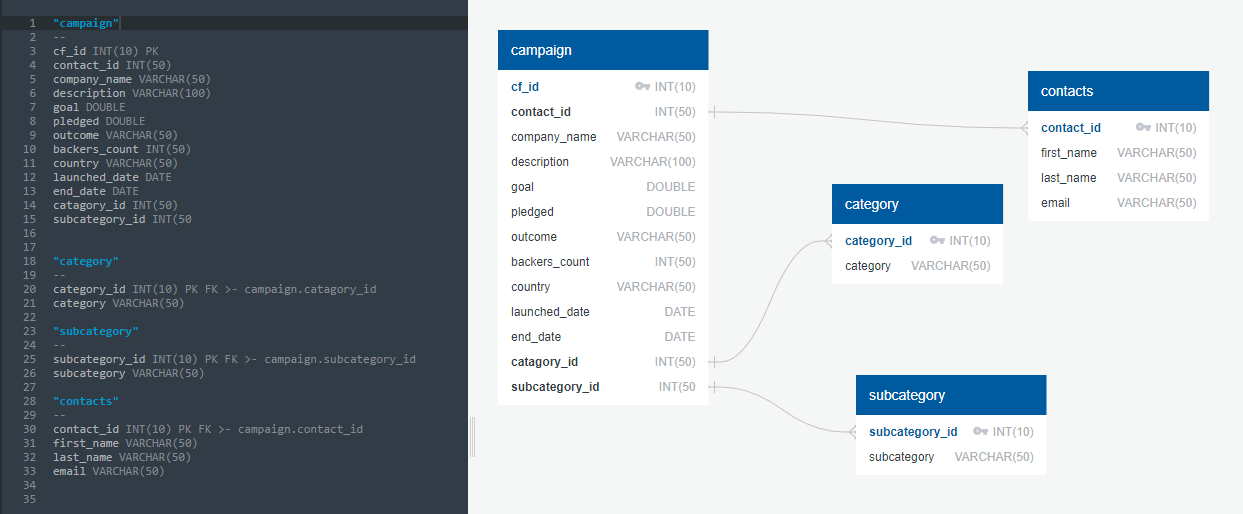 1 "campaign"
2 --
3 cf_id INT(10) PK
4 contact_id INT(50)
5 company_name VARCHAR(50)
6 description VARCHAR(100)
7 goal DOUBLE
8 pledged DOUBLE
9 outcome VARCHAR(50)
10 backers_count INT(50)
11 country VARCHAR(50)
12 launched_date DATE
13 end_date DATE
14 catagory_id INT(50)
15 subcategory_id INT(50
16
17
18 "category"
19 --
20 category_id INT(10) PK FK >- campaign.catagory_id
21 category VARCHAR(50)
22
23 "subcategory"
24 --
25 subcategory_id INT(10) PK FK >- campaign.subcategory_id
26 subcategory VARCHAR(50)
27
28 "contacts"
29 --
30 contact_id INT(10) PK FK >- campaign.contact_id
31 first_name VARCHAR(50)
32 last_name VARCHAR(50)
33 email VARCHAR(50)
34
35
campaign
cf_id INT(10)
contact_id INT(50)
company_name VARCHAR(50)
description VARCHAR(100)
goal DOUBLE
pledged DOUBLE
outcome VARCHAR(50)
backers_count INT(50)
country VARCHAR(50)
launched_date DATE
end_date DATE
catagory_id INT(50)
subcategory_id INT(50
contacts
contact_id INT(10)
first_name VARCHAR(50)
last_name VARCHAR(50)
email VARCHAR(50)
category
category_id INT(10)
category VARCHAR(50)
subcategory
subcategory_id INT(10)
subcategory VARCHAR(50)